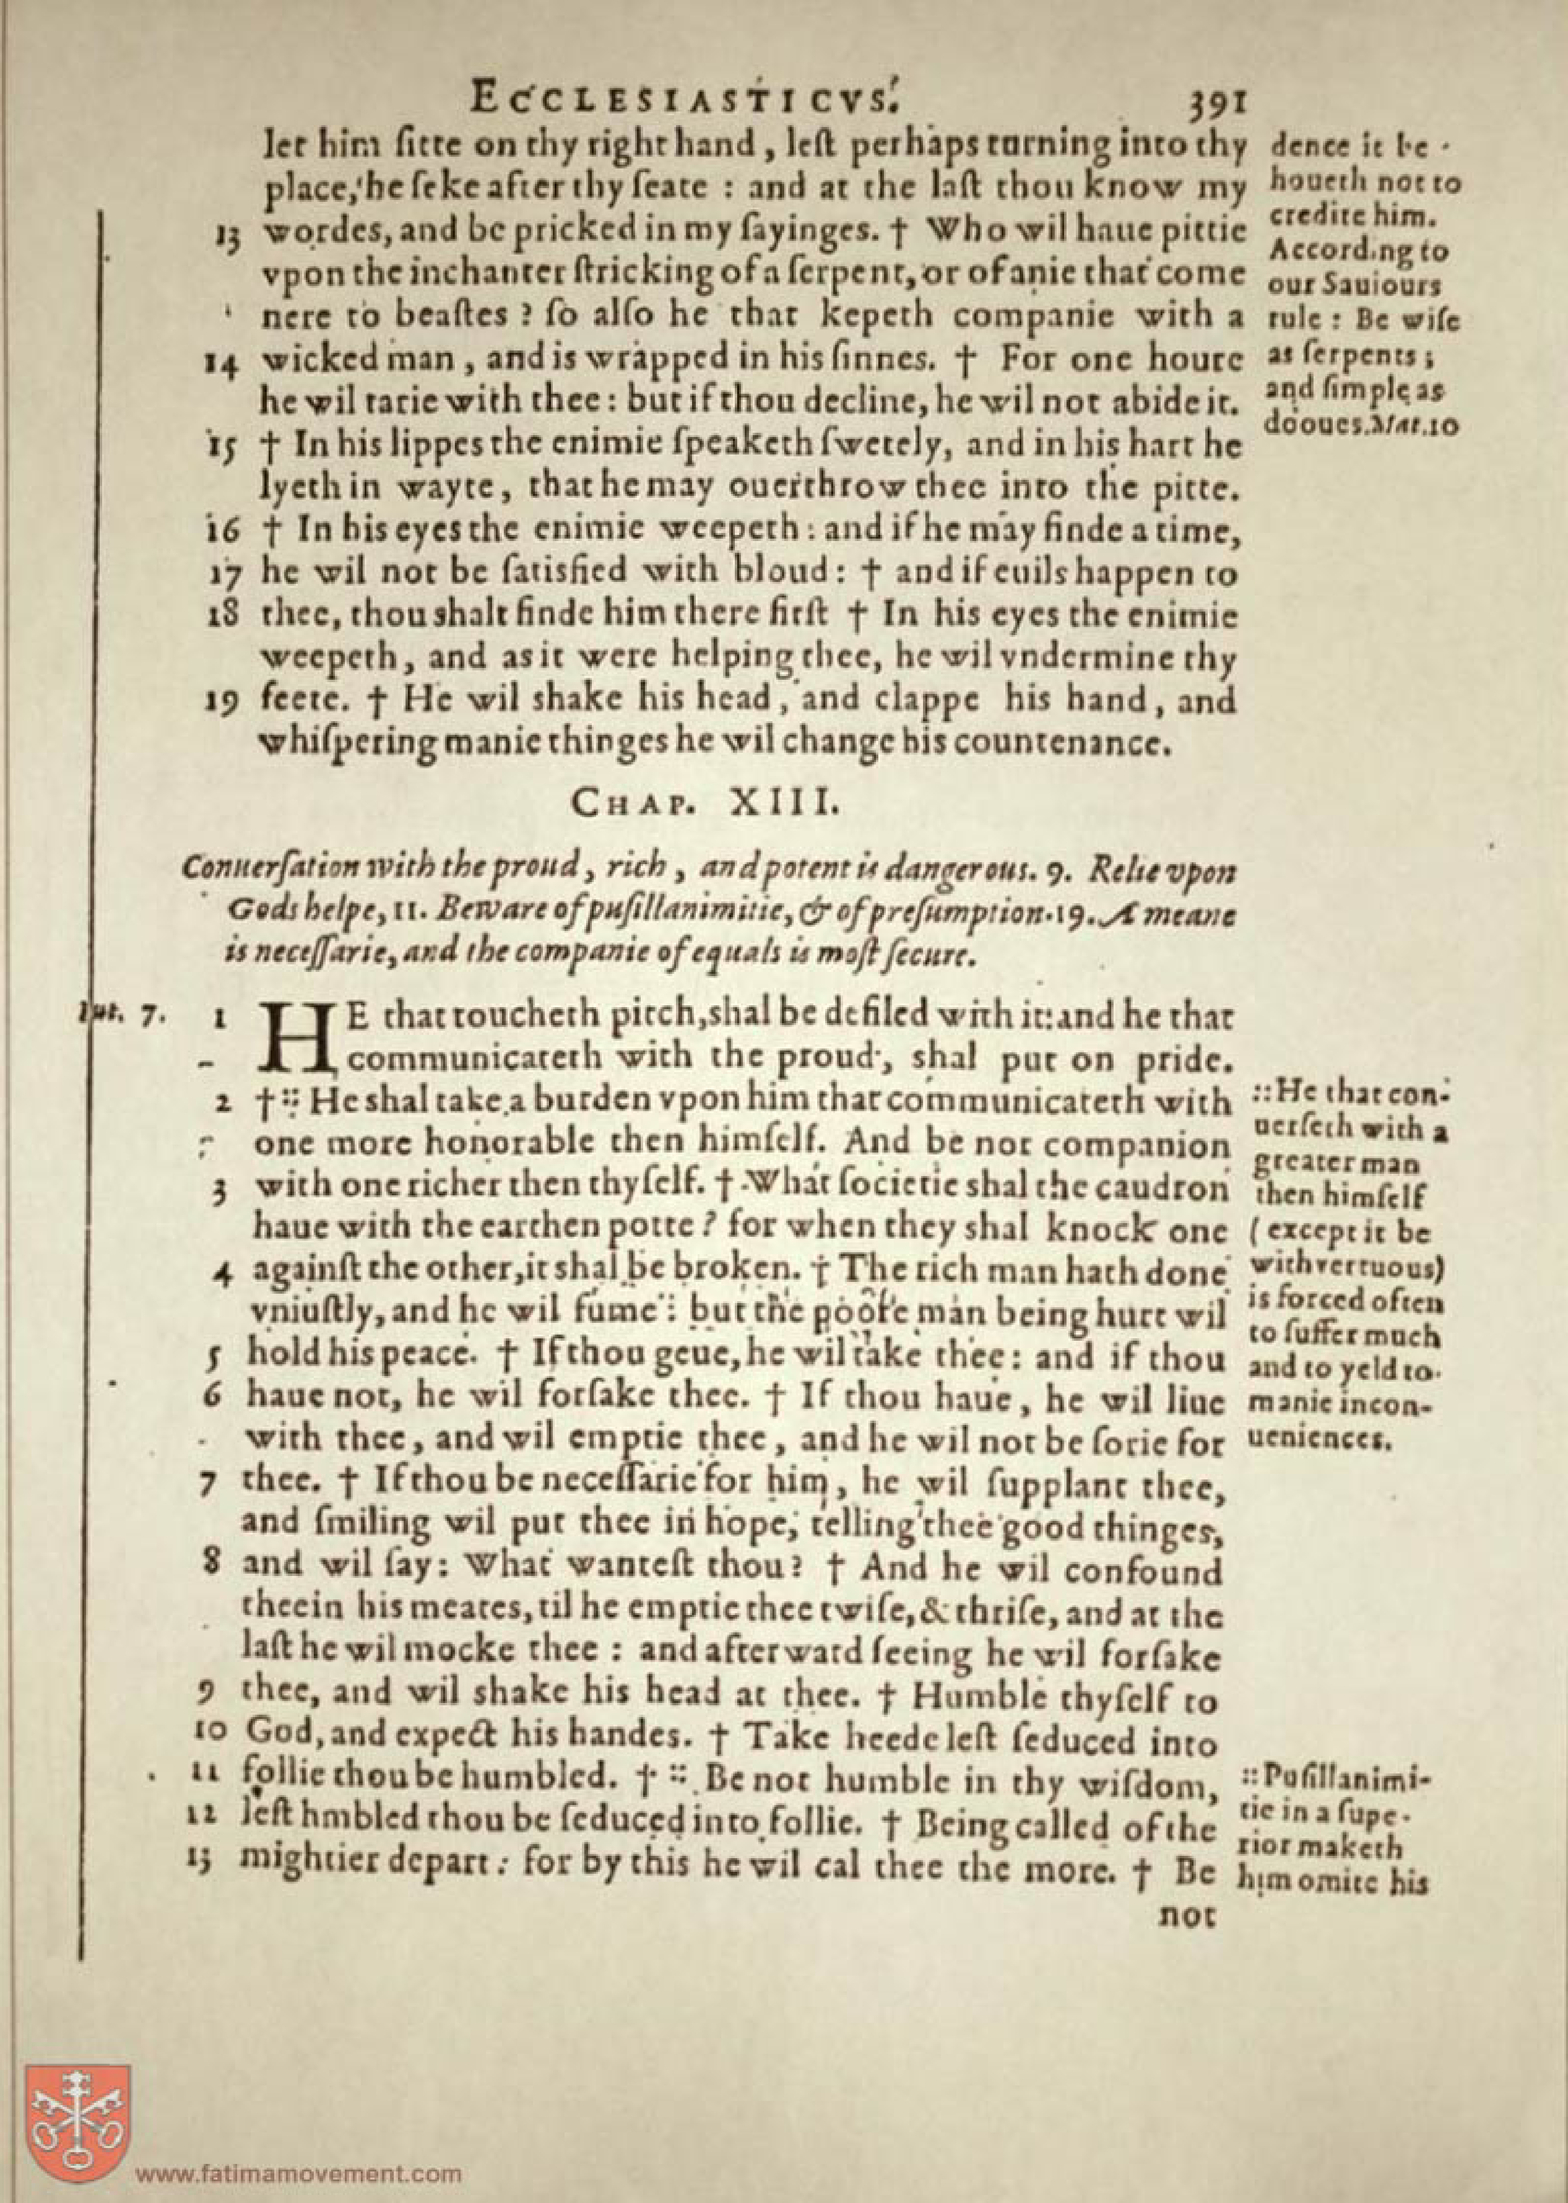 ECCLESIASTICVS. 391
let him ſitte on thy right hand, leſt perhaps turning into thy
place, he ſeke after thy ſeate : and at the laſt thou know my
13 wordes, and be pricked in my ſayinges. † Who wil haue pittie
vpon the inchanter ſtricking of a ſerpent, or of anie that come
nere to beaſtes ? ſo alſo he that kepeth companie with a
14 wicked man, and is wrapped in his ſinnes. † For one houre
he wil tarie with thee : but if thou decline, he wil not abide it.
15 † In his lippes the enimie ſpeaketh ſwetely, and in his hart he
lyeth in wayte, that he may ouerthrow thee into the pitte.
16 † In his eyes the enimie weepeth : and if he may finde a time,
17 he wil not be ſatisfied with bloud : † and if euils happen to
18 thee, thou shalt finde him there firſt † In his eyes the enimie
weepeth, and as it were helping thee, he wil vndermine thy
19 feete. † He wil shake his head, and clappe his hand, and
whiſpering manie thinges he wil change his countenance.
dence it be-
houeth not to
credite him.
According to
our Sauiours
rule : Be wiſe
as ſerpents ;
and ſimple as
dooues. Mat. 10
CHAP. XIII.
Conuerſation with the proud, rich, and potent is dangerous. 9. Relie vpon
Gods helpe, 11. Beware of puſillanimitie, & of preſumption. 19. A meane
is neceſſarie, and the companie of equals is moſt ſecure.
7. 1 HE that toucheth pitch, shal be defiled with it: and he that
communicateth with the proud, shal put on pride.
2 † :: He shal take a burden vpon him that communicateth with
one more honorable then himſelf. And be not companion
3 with one richer then thyſelf. † What ſocietie shal the caudron
haue with the earthen potte ? for when they shal knock one
4 againſt the other, it shal be broken. † The rich man hath done
vniuſtly, and he wil fume : but the poore man being hurt wil
5 hold his peace. † If thou geue, he wil take thee : and if thou
6 haue not, he wil forſake thee. † If thou haue, he wil liue
with thee, and wil emptie thee, and he wil not be ſorie for
7 thee. † If thou be neceſſarie for him, he wil ſupplant thee,
and ſmiling wil put thee in hope, telling thee good thinges,
8 and wil ſay: What wanteſt thou? † And he wil confound
theein his meates, til he emptie thee twiſe, & thriſe, and at the
laſt he wil mocke thee : and afterward ſeeing he wil forſake
9 thee, and wil shake his head at thee. † Humble thyſelf to
10 God, and expect his handes. † Take heede leſt ſeduced into
11 follie thou be humbled. † :: Be not humble in thy wiſdom,
12 leſt hmbled thou be ſeduced into follie. † Being called of the
13 mightier depart : for by this he wil cal thee the more. † Be
not
:: He that con-
uerſeth with a
greater man
then himſelf
( except it be
with vertuous)
is forced often
to ſuffer much
and to yeld to
manie incon-
ueniences.
:: Puſillanimi-
tie in a ſupe-
rior maketh
him omitte his
www.fatimamovement.com